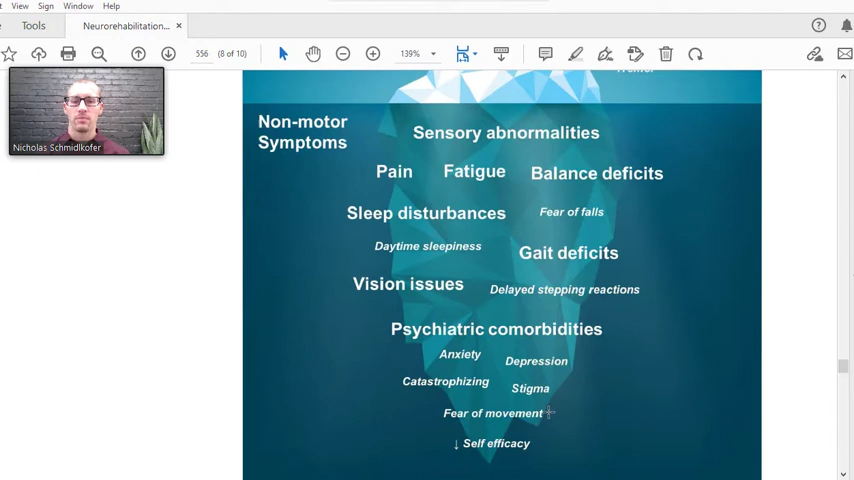 View Sign Window Help
Tools Neurorehabilitation... ×
556 (8 of 10) 139%
Nicholas Schmidlkofer
Tremor
Non-motor
Symptoms
Sensory abnormalities
Pain Fatigue Balance deficits
Sleep disturbances Fear of falls
Daytime sleepiness
Gait deficits
Vision issues
Delayed stepping reactions
Psychiatric comorbidities
Anxiety
Depression
Catastrophizing
Stigma
Fear of movement
↓ Self efficacy